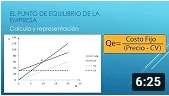 EL PUNTO DE EQUILIBRIO DE LA
EMPRESA
Cálculo y representación
Qe= Costo Fijo
(Precio - CV)
6:25